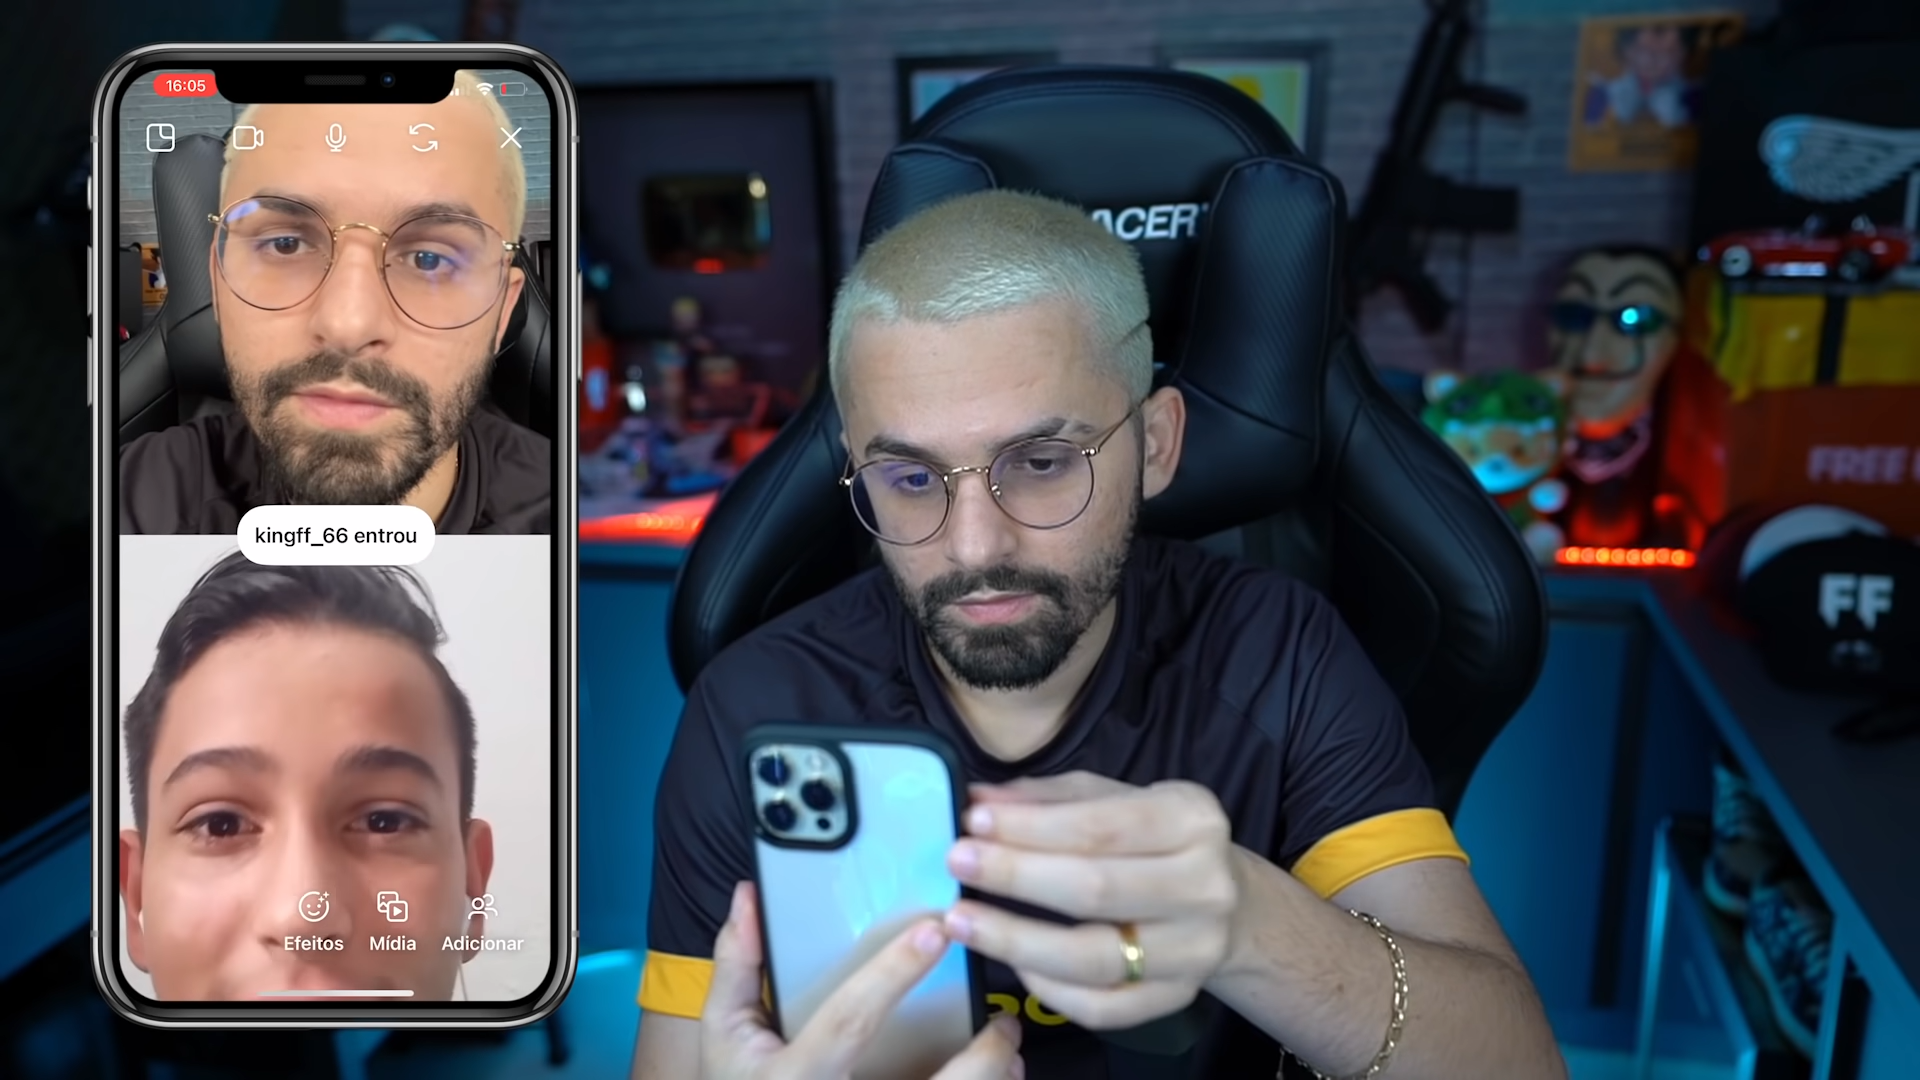 16:05
kingff_66 entrou
Efeitos
Mídia
Adicionar
ACER
FREE
FF